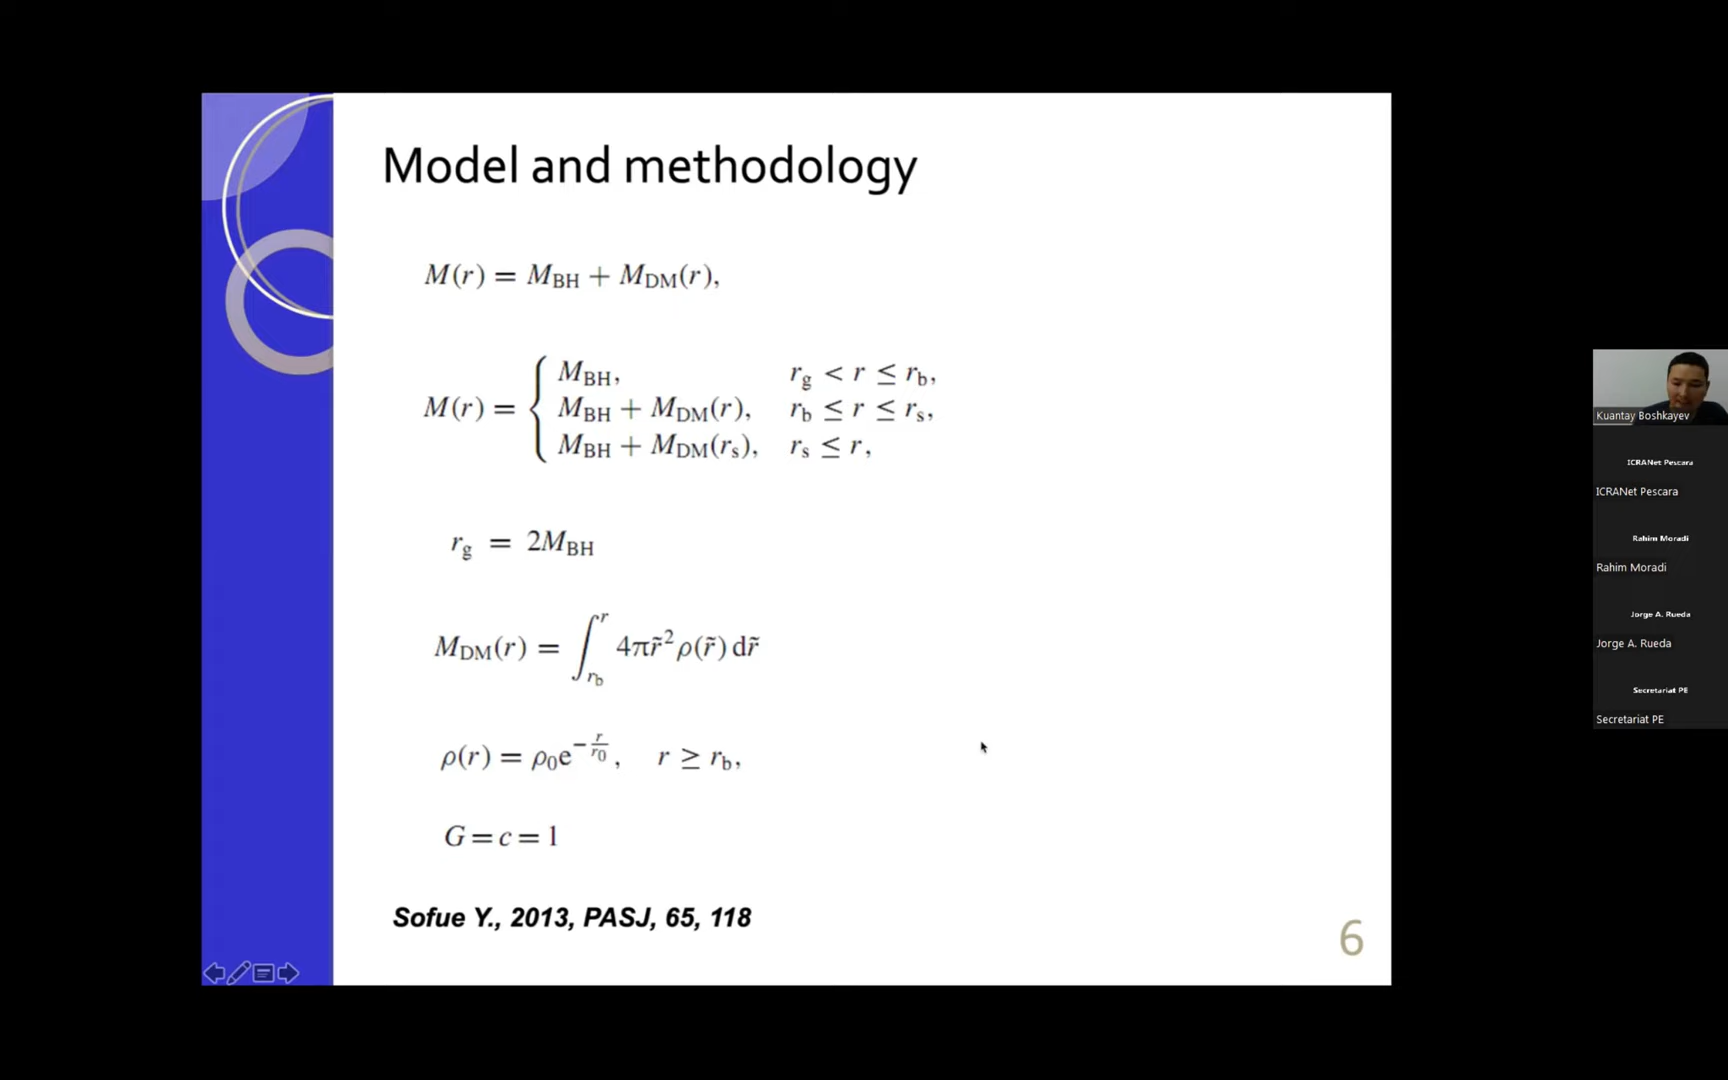 Model and methodology
M(r) = M_BH + M_DM(r),
M(r) = { M_BH, r_g < r ≤ r_b,
M_BH + M_DM(r), r_b ≤ r ≤ r_s,
M_BH + M_DM(r_s), r_s ≤ r,
r_g = 2M_BH
M_DM(r) = ∫_{r_b}^{r} 4πr̃²ρ(r̃) dr̃
ρ(r) = ρ₀e^{-r/r₀}, r ≥ r_b,
G = c = 1
Sofue Y., 2013, PASJ, 65, 118
6
Kuantay Boshkayev
ICRANet Pescara
ICRANet Pescara
Rahim Moradi
Rahim Moradi
Jorge A. Rueda
Jorge A. Rueda
Secretariat PE
Secretariat PE